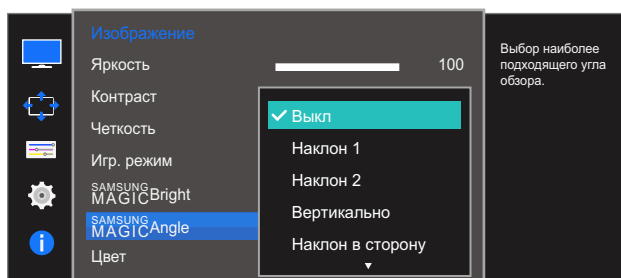 Изображение
Яркость 100
Контраст
Четкость
Игр. режим
SAMSUNG
MAGICBright
SAMSUNG
MAGICAngle
Цвет
Выкл
Наклон 1
Наклон 2
Вертикально
Наклон в сторону
Выбор наиболее
подходящего угла
обзора.